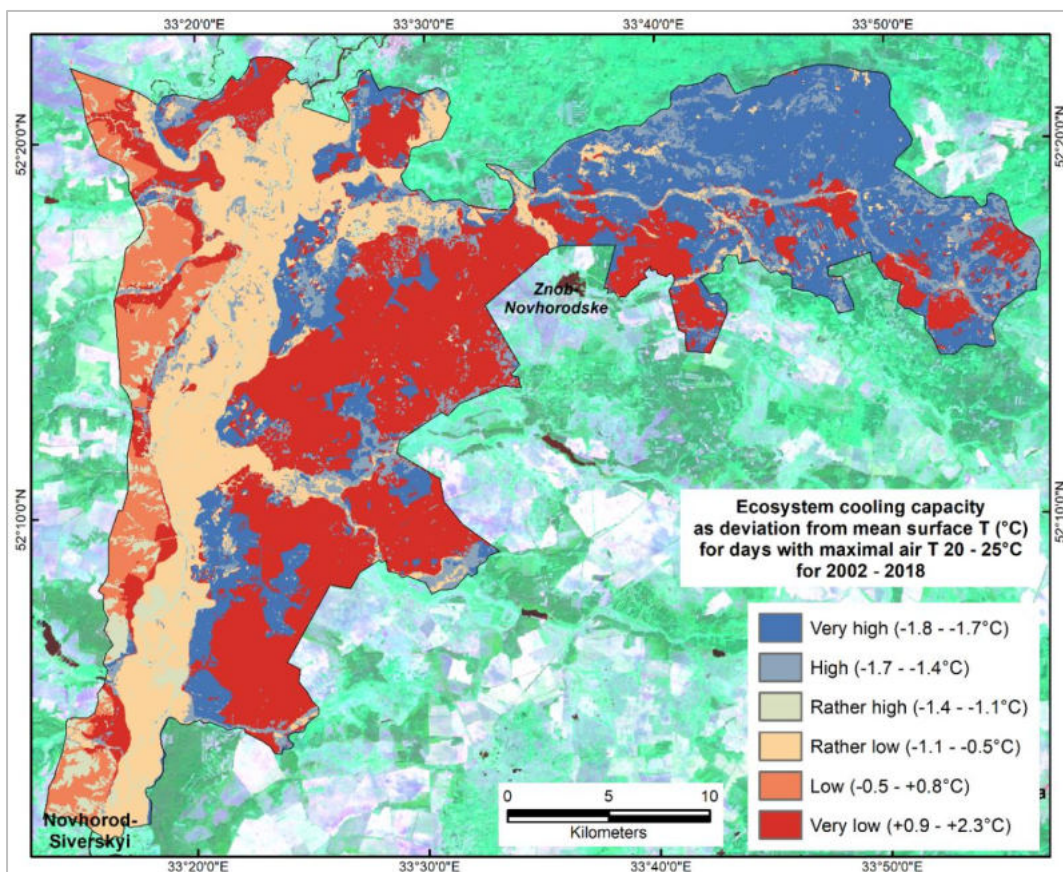 33°20'0"E
33°30'0"E
33°40'0"E
33°50'0"E
52°20'0"N
52°20'0"N
Znob-
Novhorodske
52°10'0"N
52°10'0"N
Ecosystem cooling capacity
as deviation from mean surface T (°C)
for days with maximal air T 20 - 25°C
for 2002 - 2018
Very high (-1.8 - -1.7°C)
High (-1.7 - -1.4°C)
Rather high (-1.4 - -1.1°C)
Rather low (-1.1 - -0.5°C)
Low (-0.5 - +0.8°C)
Very low (+0.9 - +2.3°C)
0 5 10
Kilometers
a
Novhorod-
Siverskyi
33°20'0"E
33°30'0"E
33°40'0"E
33°50'0"E